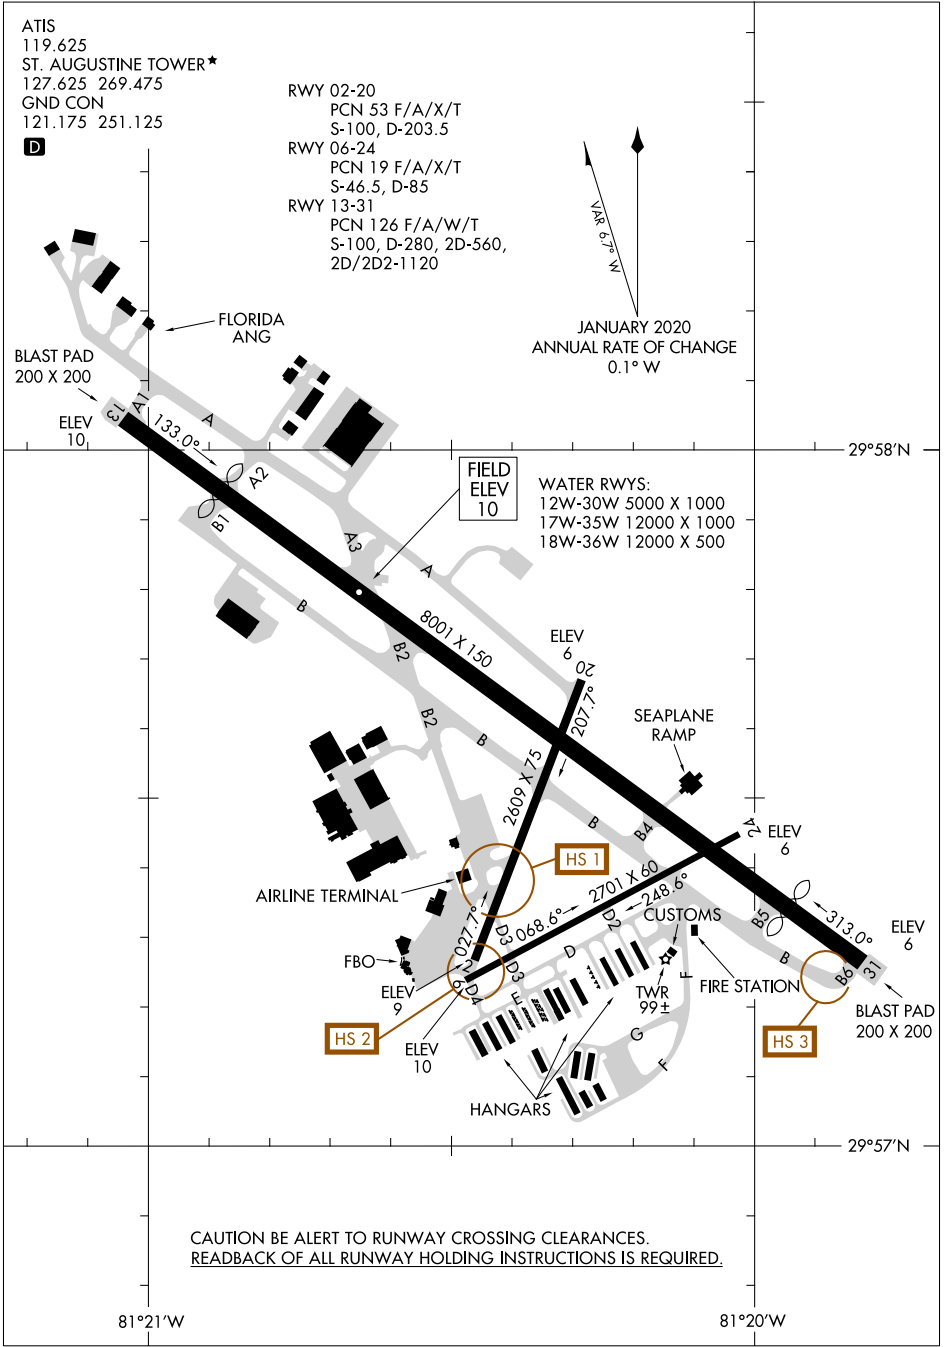 ATIS
119.625
ST. AUGUSTINE TOWER★
127.625 269.475
GND CON
121.175 251.125
D
RWY 02-20
PCN 53 F/A/X/T
S-100, D-203.5
RWY 06-24
PCN 19 F/A/X/T
S-46.5, D-85
RWY 13-31
PCN 126 F/A/W/T
S-100, D-280, 2D-560,
2D/2D2-1120
VAR 6.7° W
JANUARY 2020
ANNUAL RATE OF CHANGE
0.1° W
FLORIDA
ANG
BLAST PAD
200 X 200
ELEV
10
13
A1
A
133.0°
A2
B1
29°58'N
FIELD
ELEV
10
WATER RWYS:
12W-30W 5000 X 1000
17W-35W 12000 X 1000
18W-36W 12000 X 500
A3
A
B
8001 X 150
B2
ELEV
6
20
207.7°
B2
B
SEAPLANE
RAMP
2609 X 75
B
B4
24
ELEV
6
HS 1
AIRLINE TERMINAL
2701 X 60
248.6°
068.6°
027.7°
D3
D2
CUSTOMS
B5
313.0°
ELEV
6
FBO
2
6
D4
D3
D
B
B6
31
ELEV
9
E
TWR
99±
F
FIRE STATION
BLAST PAD
200 X 200
HS 2
ELEV
10
G
F
HS 3
HANGARS
29°57'N
CAUTION BE ALERT TO RUNWAY CROSSING CLEARANCES.
READBACK OF ALL RUNWAY HOLDING INSTRUCTIONS IS REQUIRED.
81°21'W
81°20'W